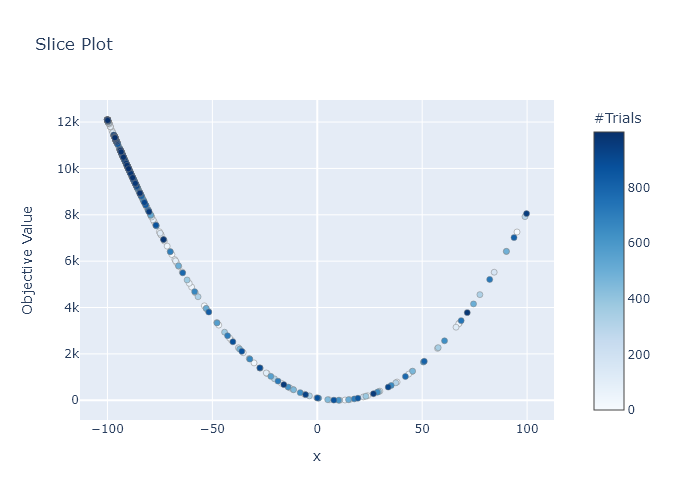 Slice Plot
#Trials
12k
10k
8k
6k
4k
2k
0
800
600
400
200
0
Objective Value
−100
−50
0
50
100
x